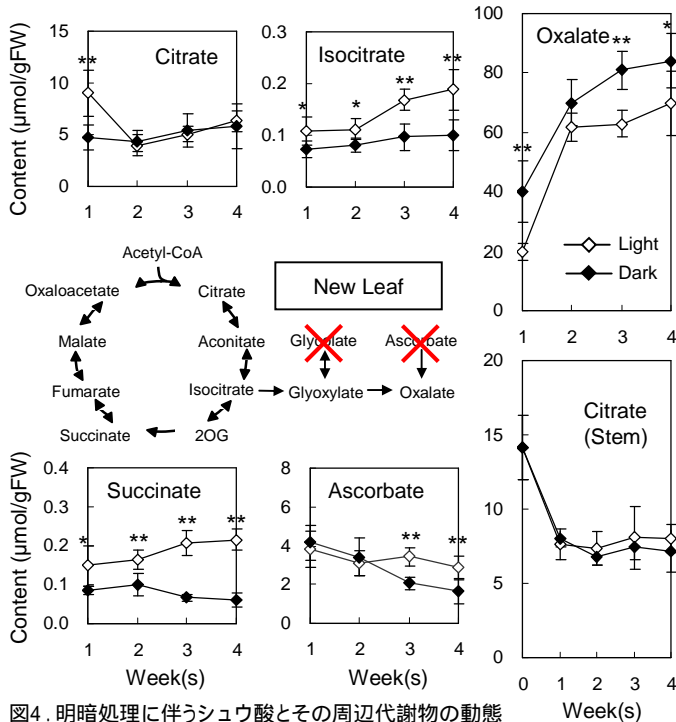 Content (µmol/gFW)
Citrate
15
10
5
0
**
1 2 3 4
Isocitrate
0.3
0.2
0.1
0.0
* * ** **
1 2 3 4
Oxalate
100
80
60
40
20
0
** ** *
Light
Dark
1 2 3 4
Acetyl-CoA
Oxaloacetate
Citrate
Malate
Aconitate
Fumarate
Isocitrate
Succinate
2OG
New Leaf
Glycolate
Ascorbate
Glyoxylate
Oxalate
Content (µmol/gFW)
Succinate
0.4
0.3
0.2
0.1
0.0
* ** ** **
1 2 3 4
Week(s)
Ascorbate
8
6
4
2
0
** **
1 2 3 4
Week(s)
Citrate
(Stem)
20
15
10
5
0
0 1 2 3 4
Week(s)
図4 . 明暗処理に伴うシュウ酸とその周辺代謝物の動態